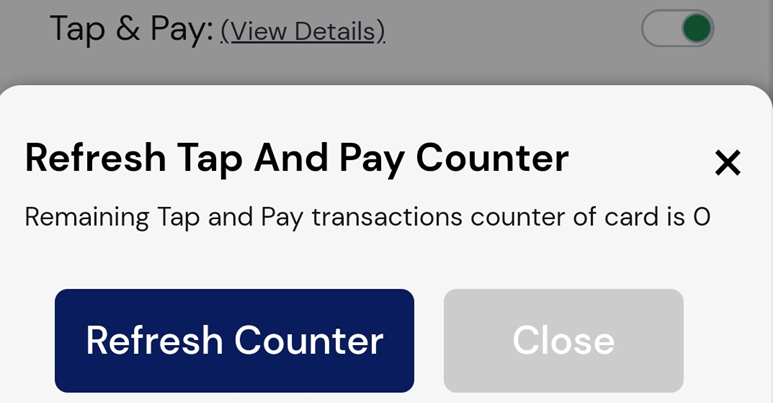 Tap & Pay: (View Details)
Refresh Tap And Pay Counter
Remaining Tap and Pay transactions counter of card is 0
Refresh Counter Close